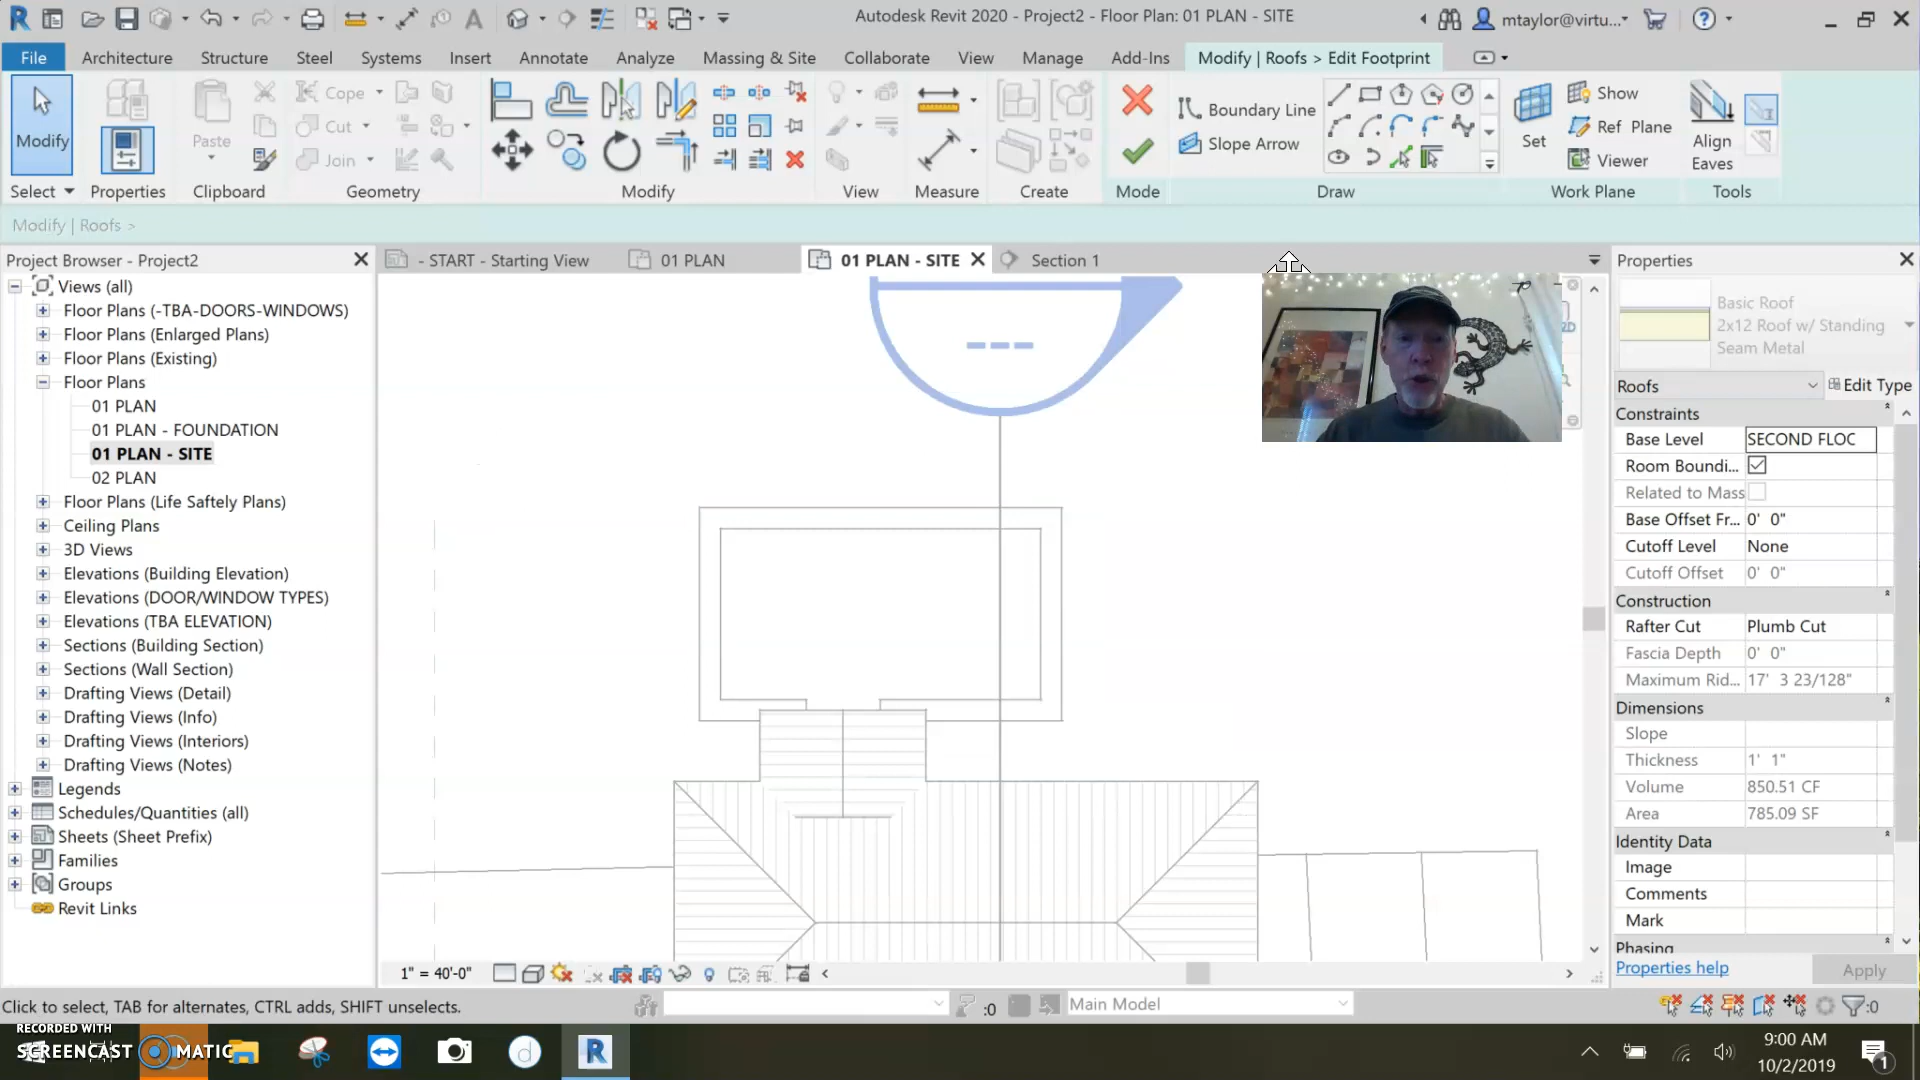 Autodesk Revit 2020 - Project2 - Floor Plan: 01 PLAN - SITE
mtaylor@virtu...
File
Architecture
Structure
Steel
Systems
Insert
Annotate
Analyze
Massing & Site
Collaborate
View
Manage
Add-Ins
Modify | Roofs > Edit Footprint
Modify
Select
Properties
Paste
Clipboard
Cope
Cut
Join
Geometry
Modify
View
Measure
Create
Mode
Boundary Line
Slope Arrow
Draw
Set
Show
Ref Plane
Viewer
Work Plane
Align
Eaves
Tools
Modify | Roofs >
Project Browser - Project2
- START - Starting View
01 PLAN
01 PLAN - SITE
Section 1
Properties
Views (all)
Floor Plans (-TBA-DOORS-WINDOWS)
Floor Plans (Enlarged Plans)
Floor Plans (Existing)
Floor Plans
01 PLAN
01 PLAN - FOUNDATION
01 PLAN - SITE
02 PLAN
Floor Plans (Life Saftely Plans)
Ceiling Plans
3D Views
Elevations (Building Elevation)
Elevations (DOOR/WINDOW TYPES)
Elevations (TBA ELEVATION)
Sections (Building Section)
Sections (Wall Section)
Drafting Views (Detail)
Drafting Views (Info)
Drafting Views (Interiors)
Drafting Views (Notes)
Legends
Schedules/Quantities (all)
Sheets (Sheet Prefix)
Families
Groups
Revit Links
Basic Roof
2x12 Roof w/ Standing
Seam Metal
Roofs
Edit Type
Constraints
Base Level SECOND FLOC
Room Boundi...
Related to Mass
Base Offset Fr... 0' 0"
Cutoff Level None
Cutoff Offset 0' 0"
Construction
Rafter Cut Plumb Cut
Fascia Depth 0' 0"
Maximum Rid... 17' 3 23/128"
Dimensions
Slope
Thickness 1' 1"
Volume 850.51 CF
Area 785.09 SF
Identity Data
Image
Comments
Mark
Phasing
Properties help
Apply
1" = 40'-0"
Click to select, TAB for alternates, CTRL adds, SHIFT unselects.
:0
Main Model
:0
RECORDED WITH
SCREENCAST MATIC
9:00 AM
10/2/2019
1